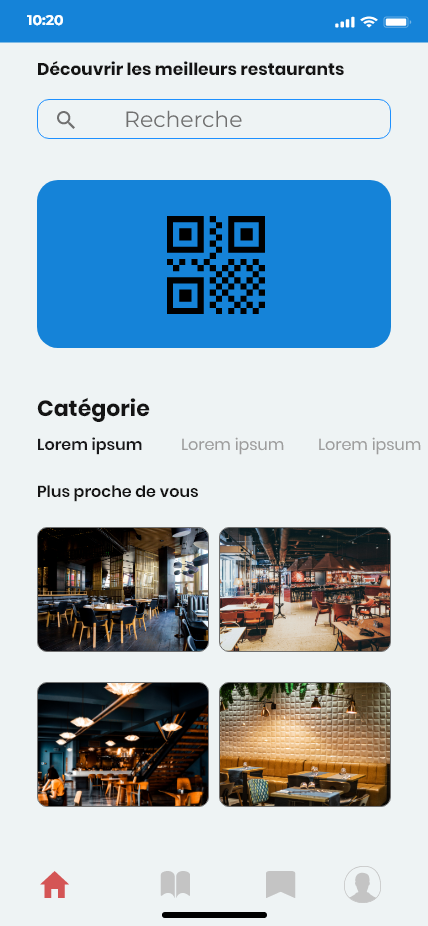 10:20
Découvrir les meilleurs restaurants
Recherche
Catégorie
Lorem ipsum Lorem ipsum Lorem ipsum
Plus proche de vous